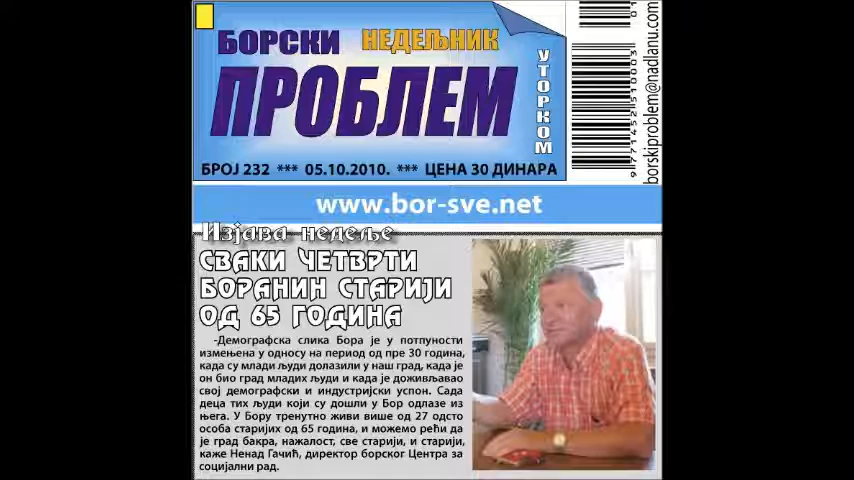 БОРСКИ НЕДЕЉНИК
ПРОБЛЕМ
УТОРКОМ
БРОЈ 232 *** 05.10.2010. *** ЦЕНА 30 ДИНАРА
01
9771452510003
borskiproblem@nadlanu.com
www.bor-sve.net
Изјава недеље
СВАКИ ЧЕТВРТИ
БОРАНИН СТАРИЈИ
ОД 65 ГОДИНА
-Демографска слика Бора је у потпуности
измењена у односу на период од пре 30 година,
када су млади људи долазили у наш град, када је
он био град младих људи и када је доживљавао
свој демографски и индустријски успон. Сада
деца тих људи који су дошли у Бор одлазе из
њега. У Бору тренутно живи више од 27 одсто
особа старијих од 65 година, и можемо рећи да
је град бакра, нажалост, све старији, и старији,
каже Ненад Гачић, директор борског Центра за
социјални рад.